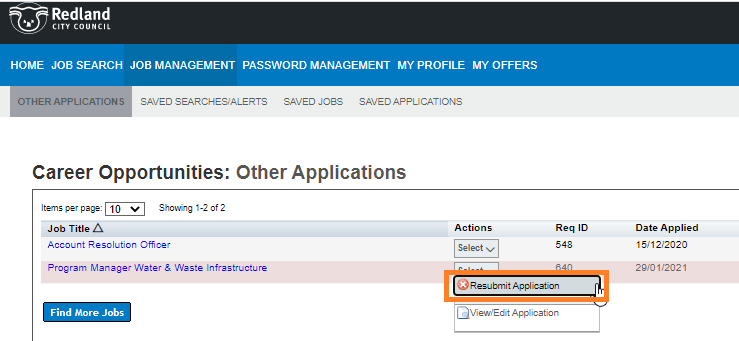 Redland
CITY COUNCIL
HOME JOB SEARCH JOB MANAGEMENT PASSWORD MANAGEMENT MY PROFILE MY OFFERS
OTHER APPLICATIONS SAVED SEARCHES/ALERTS SAVED JOBS SAVED APPLICATIONS
Career Opportunities: Other Applications
Items per page: 10 Showing 1-2 of 2
Job Title Actions Req ID Date Applied
Account Resolution Officer Select 548 15/12/2020
Program Manager Water & Waste Infrastructure Select 640 29/01/2021
Resubmit Application
Find More Jobs View/Edit Application